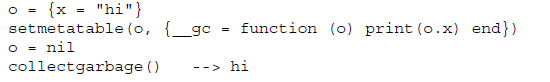 o = {x = "hi"}
setmetatable(o, {__gc = function (o) print(o.x) end})
o = nil
collectgarbage()    --> hi